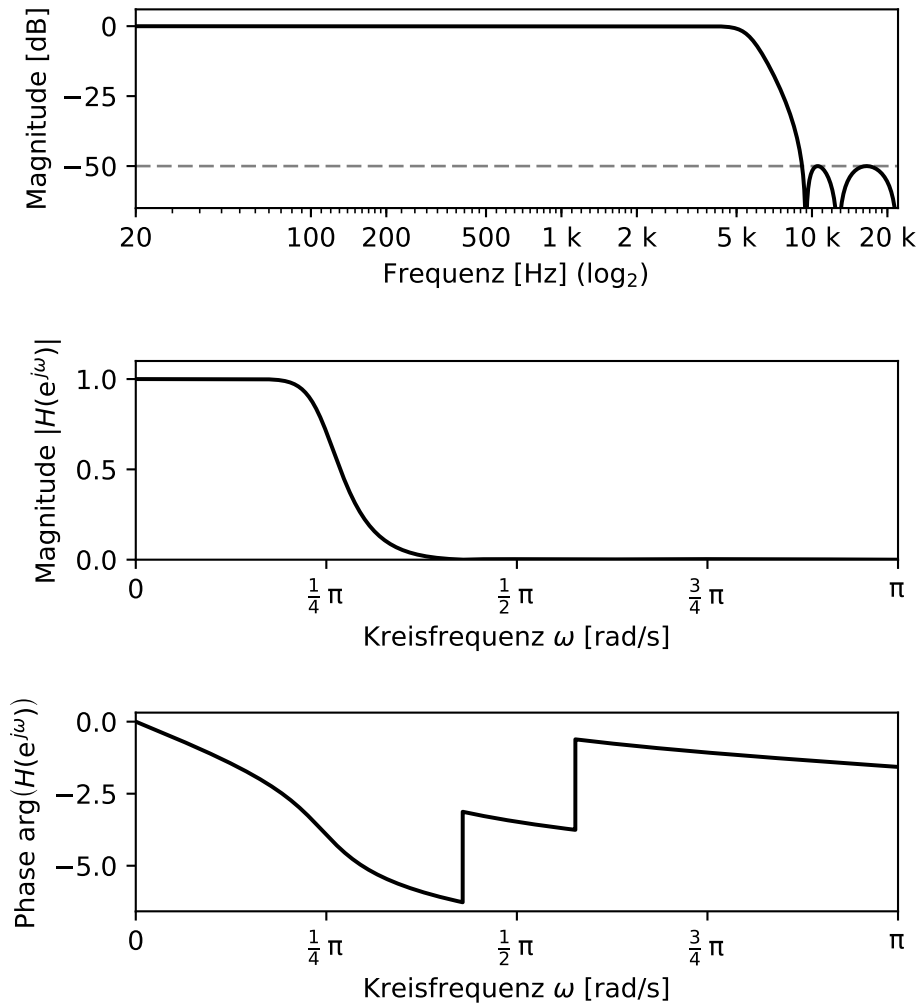 Magnitude [dB]
0
−25
−50
20 100 200 500 1 k 2 k 5 k 10 k 20 k
Frequenz [Hz] (log₂)
Magnitude |H(e^{jω})|
1.0
0.5
0.0
0 1/4 π 1/2 π 3/4 π π
Kreisfrequenz ω [rad/s]
Phase arg(H(e^{jω}))
0.0
−2.5
−5.0
0 1/4 π 1/2 π 3/4 π π
Kreisfrequenz ω [rad/s]